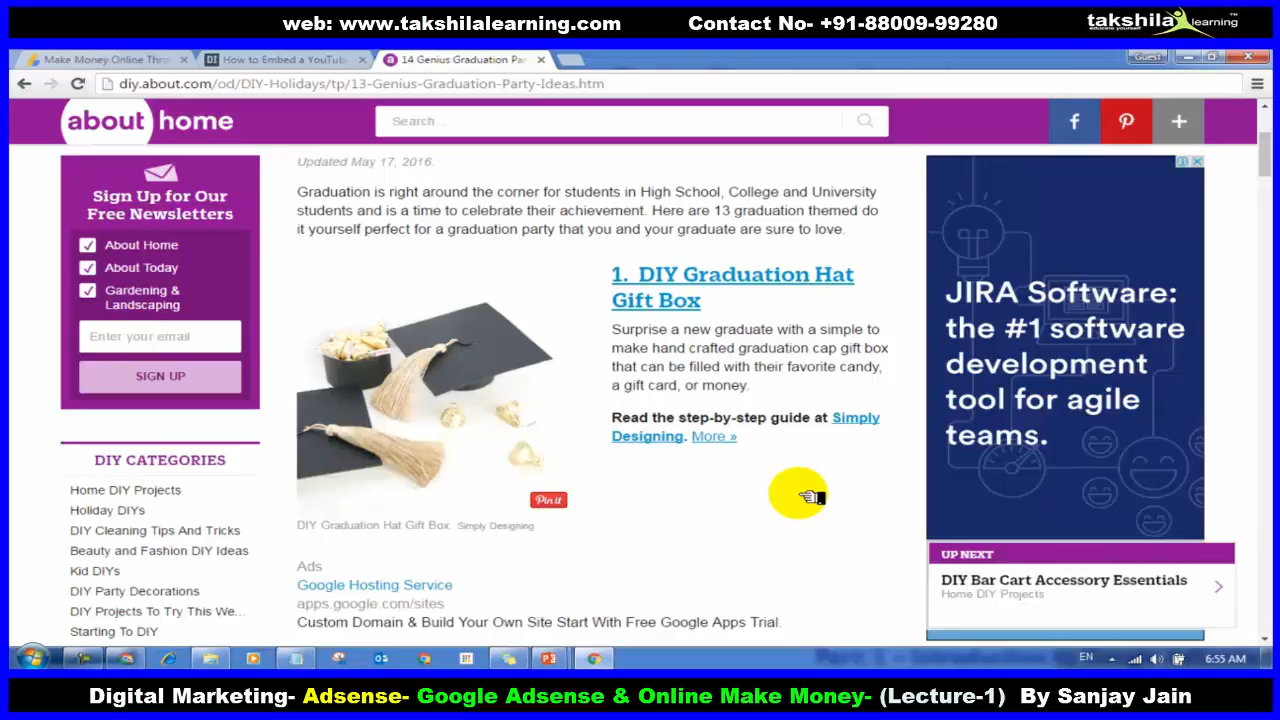 web: www.takshilalearning.com Contact No- +91-88009-99280
takshila learning
educate yourself
Make Money Online Thro
How to Embed a YouTub
14 Genius Graduation Par
Guest
diy.about.com/od/DIY-Holidays/tp/13-Genius-Graduation-Party-Ideas.htm
about home
Search...
Sign Up for Our
Free Newsletters
About Home
About Today
Gardening &
Landscaping
Enter your email
SIGN UP
DIY CATEGORIES
Home DIY Projects
Holiday DIYs
DIY Cleaning Tips And Tricks
Beauty and Fashion DIY Ideas
Kid DIYs
DIY Party Decorations
DIY Projects To Try This We...
Starting To DIY
Updated May 17, 2016.
Graduation is right around the corner for students in High School, College and University
students and is a time to celebrate their achievement. Here are 13 graduation themed do
it yourself perfect for a graduation party that you and your graduate are sure to love.
1. DIY Graduation Hat
Gift Box
Surprise a new graduate with a simple to
make hand crafted graduation cap gift box
that can be filled with their favorite candy,
a gift card, or money.
Read the step-by-step guide at Simply
Designing. More »
Pin it
DIY Graduation Hat Gift Box. Simply Designing
Ads
Google Hosting Service
apps.google.com/sites
Custom Domain & Build Your Own Site Start With Free Google Apps Trial.
JIRA Software:
the #1 software
development
tool for agile
teams.
UP NEXT
DIY Bar Cart Accessory Essentials
Home DIY Projects
EN
6:55 AM
Digital Marketing- Adsense- Google Adsense & Online Make Money- (Lecture-1) By Sanjay Jain